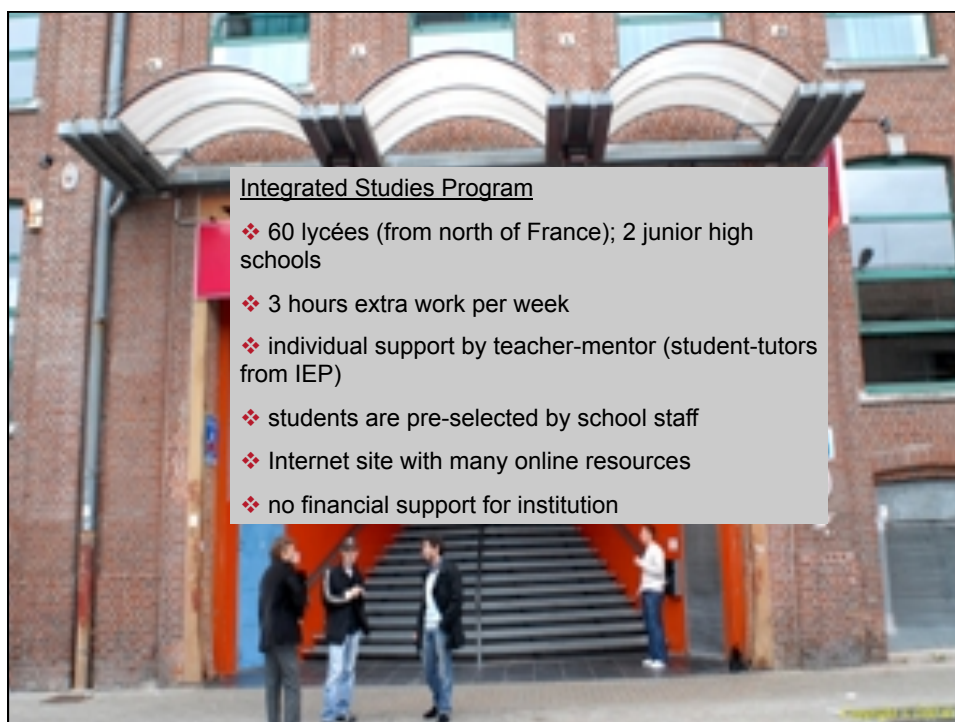 Integrated Studies Program
❖ 60 lycées (from north of France); 2 junior high
schools
❖ 3 hours extra work per week
❖ individual support by teacher-mentor (student-tutors
from IEP)
❖ students are pre-selected by school staff
❖ Internet site with many online resources
❖ no financial support for institution